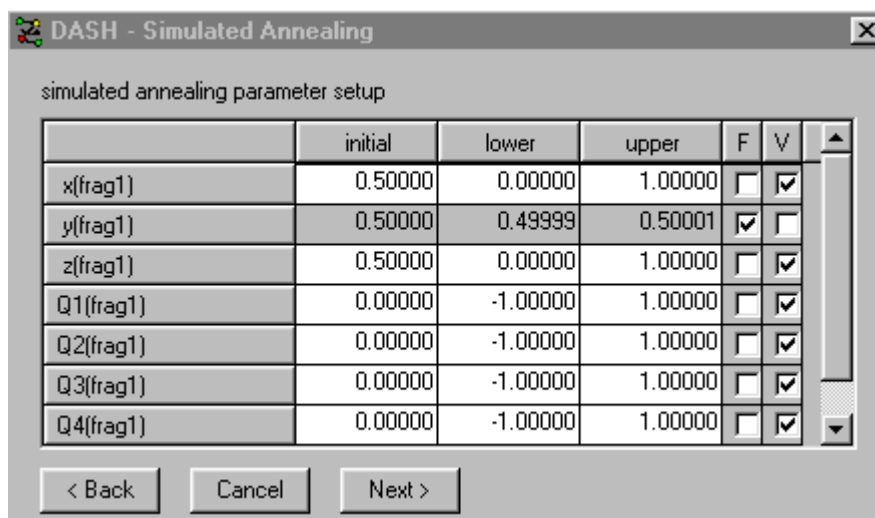 DASH - Simulated Annealing
simulated annealing parameter setup
initial lower upper F V
x(frag1) 0.50000 0.00000 1.00000
y(frag1) 0.50000 0.49999 0.50001
z(frag1) 0.50000 0.00000 1.00000
Q1(frag1) 0.00000 -1.00000 1.00000
Q2(frag1) 0.00000 -1.00000 1.00000
Q3(frag1) 0.00000 -1.00000 1.00000
Q4(frag1) 0.00000 -1.00000 1.00000
< Back Cancel Next >